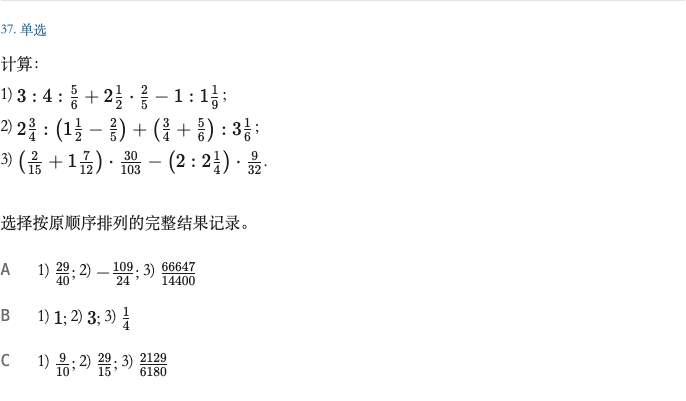 37. 单选
计算：
1) 3 : 4 : 5/6 + 2 1/2 · 2/5 − 1 : 1 1/9 ;
2) 2 3/4 : (1 1/2 − 2/5) + (3/4 + 5/6) : 3 1/6 ;
3) (2/15 + 1 7/12) · 30/103 − (2 : 2 1/4) · 9/32 .
选择按原顺序排列的完整结果记录。
A 1) 29/40; 2) − 109/24; 3) 66647/14400
B 1) 1; 2) 3; 3) 1/4
C 1) 9/10; 2) 29/15; 3) 2129/6180